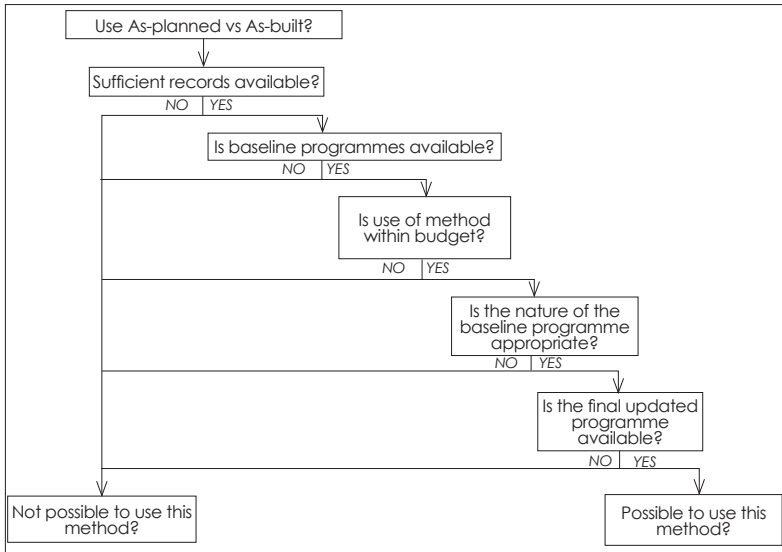 Use As-planned vs As-built?
Sufficient records available?
NO YES
Is baseline programmes available?
NO YES
Is use of method
within budget?
NO YES
Is the nature of the
baseline programme
appropriate?
NO YES
Is the final updated
programme
available?
NO YES
Not possible to use this
method?
Possible to use this
method?